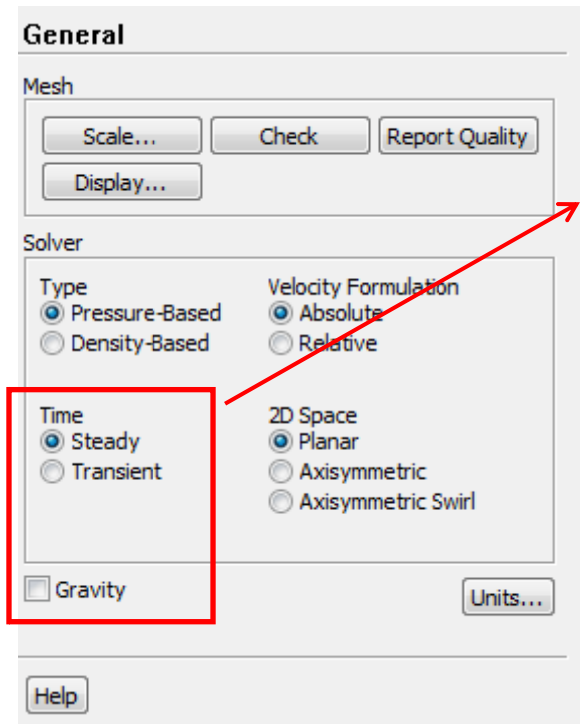 General
Mesh
Scale... Check Report Quality
Display...
Solver
Type Velocity Formulation
Pressure-Based Absolute
Density-Based Relative
Time 2D Space
Steady Planar
Transient Axisymmetric
Axisymmetric Swirl
Gravity Units...
Help